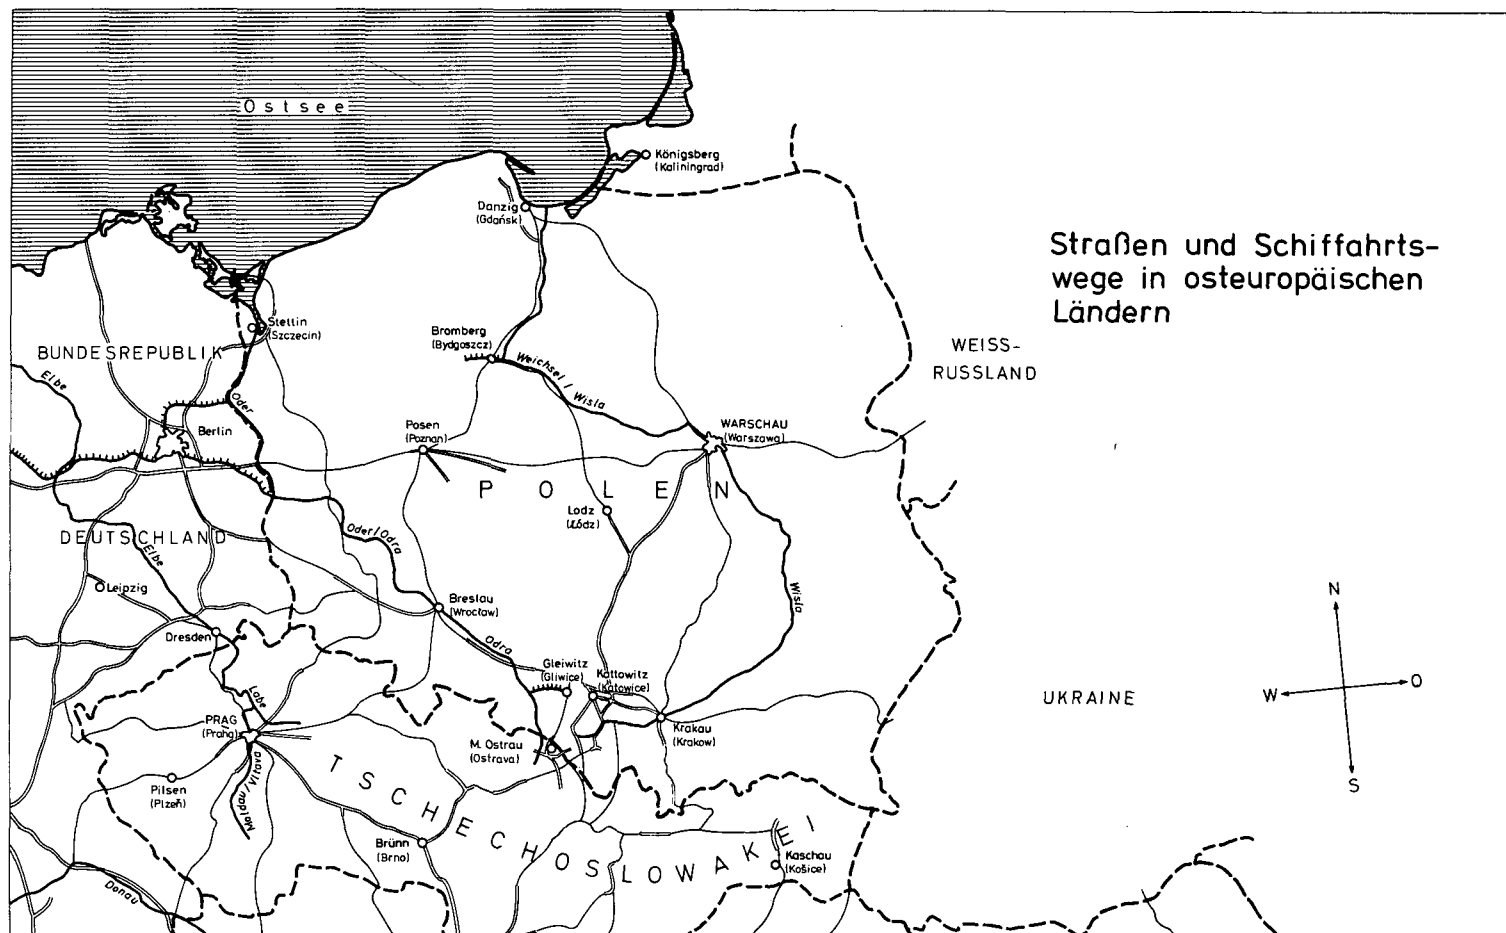 Ostsee
Königsberg
(Kaliningrad)
Danzig
(Gdańsk)
Straßen und Schiffahrts-
wege in osteuropäischen
Ländern
Stettin
(Szczecin)
Bromberg
(Bydgoszcz)
BUNDESREPUBLIK
WEISS-
RUSSLAND
Elbe
Weichsel / Wisla
Oder
Berlin
Posen
(Poznań)
WARSCHAU
(Warszawa)
POLEN
Lodz
(Łódz)
Oder/Odra
DEUTSCHLAND
Elbe
Leipzig
Breslau
(Wrocław)
Wisla
N
Dresden
Odra
Gleiwitz
(Gliwice)
Kattowitz
(Katowice)
W
O
Labe
UKRAINE
PRAG
(Praha)
Krakau
(Krakow)
M. Ostrau
(Ostrava)
S
Moldau/Vltava
Pilsen
(Plzeň)
TSCHECHOSLOWAKEI
Brünn
(Brno)
Kaschau
(Košice)
Donau